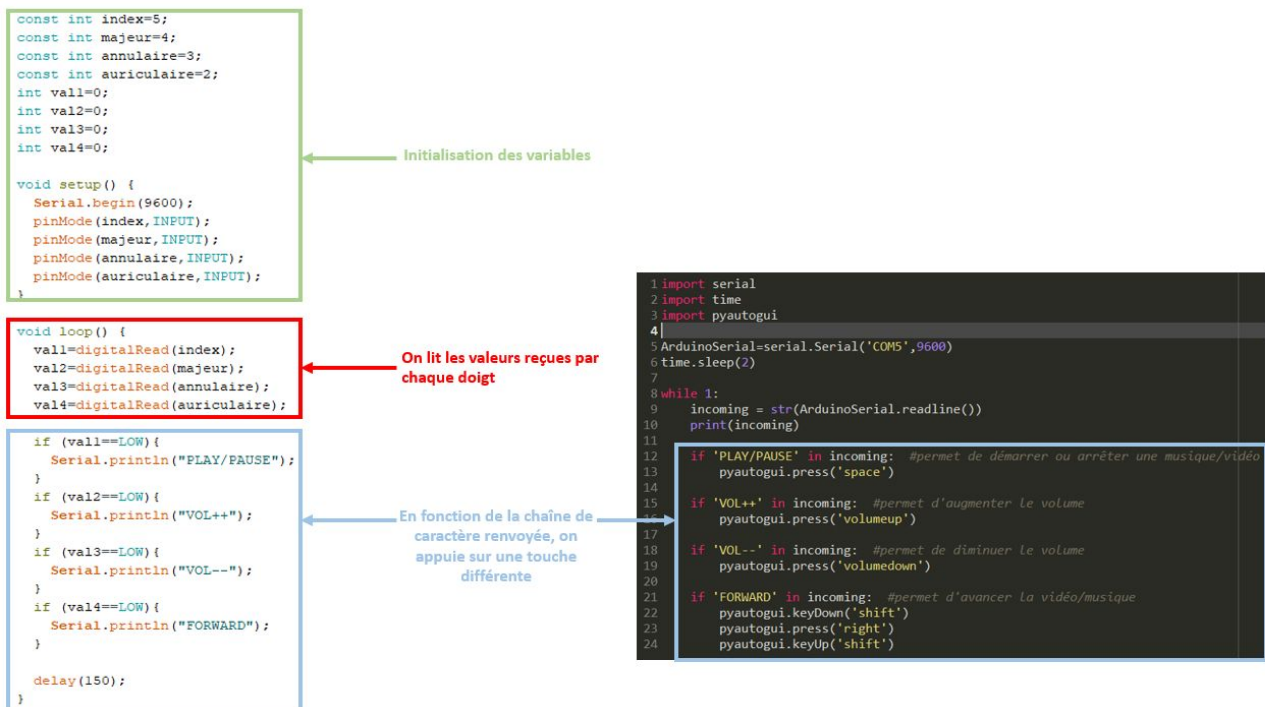 const int index=5;
const int majeur=4;
const int annulaire=3;
const int auriculaire=2;
int val1=0;
int val2=0;
int val3=0;
int val4=0;
void setup() {
  Serial.begin(9600);
  pinMode(index,INPUT);
  pinMode(majeur,INPUT);
  pinMode(annulaire,INPUT);
  pinMode(auriculaire,INPUT);
}
Initialisation des variables
void loop() {
  val1=digitalRead(index);
  val2=digitalRead(majeur);
  val3=digitalRead(annulaire);
  val4=digitalRead(auriculaire);
On lit les valeurs reçues par
chaque doigt
  if (val1==LOW){
    Serial.println("PLAY/PAUSE");
  }
  if (val2==LOW){
    Serial.println("VOL++");
  }
  if (val3==LOW){
    Serial.println("VOL--");
  }
  if (val4==LOW){
    Serial.println("FORWARD");
  }
  delay(150);
}
En fonction de la chaîne de
caractère renvoyée, on
appuie sur une touche
différente
1 import serial
2 import time
3 import pyautogui
4
5 ArduinoSerial=serial.Serial('COM5',9600)
6 time.sleep(2)
7
8 while 1:
9     incoming = str(ArduinoSerial.readline())
10     print(incoming)
11
12     if 'PLAY/PAUSE' in incoming:  #permet de démarrer ou arrêter une musique/vidéo
13         pyautogui.press('space')
14
15     if 'VOL++' in incoming:  #permet d'augmenter le volume
16         pyautogui.press('volumeup')
17
18     if 'VOL--' in incoming:  #permet de diminuer le volume
19         pyautogui.press('volumedown')
20
21     if 'FORWARD' in incoming:  #permet d'avancer la vidéo/musique
22         pyautogui.keyDown('shift')
23         pyautogui.press('right')
24         pyautogui.keyUp('shift')